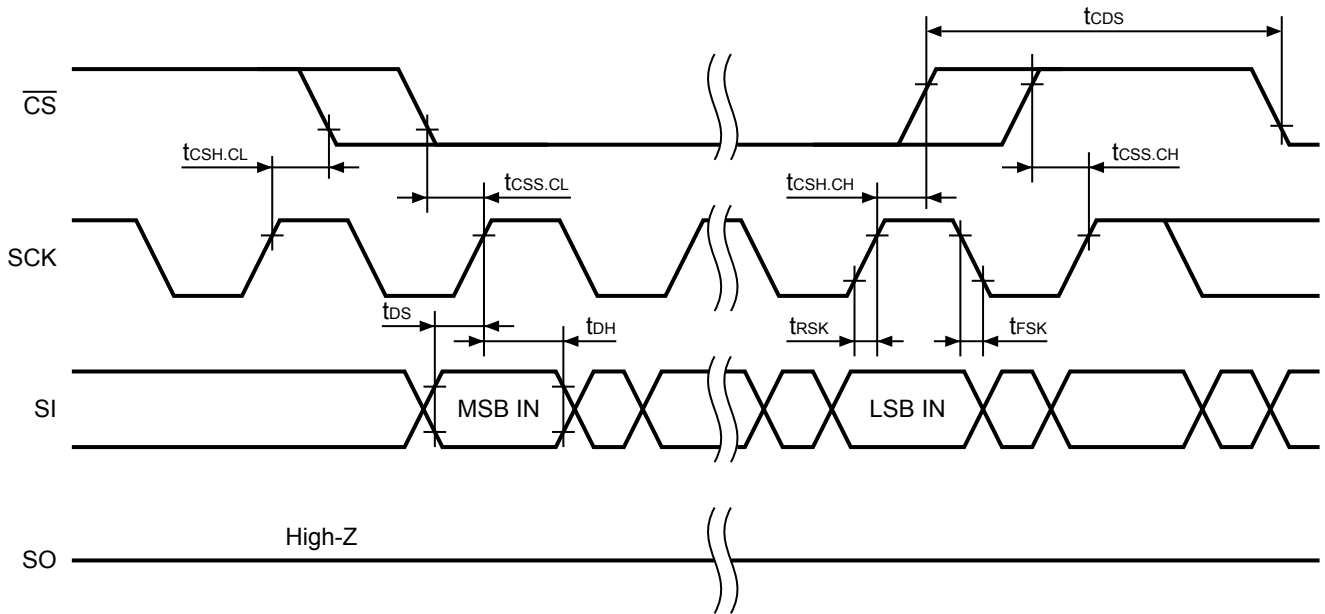 tCDS
CS
tCSH.CL
tCSS.CL
tCSH.CH
tCSS.CH
SCK
tDS
tDH
tRSK
tFSK
SI
MSB IN
LSB IN
High-Z
SO